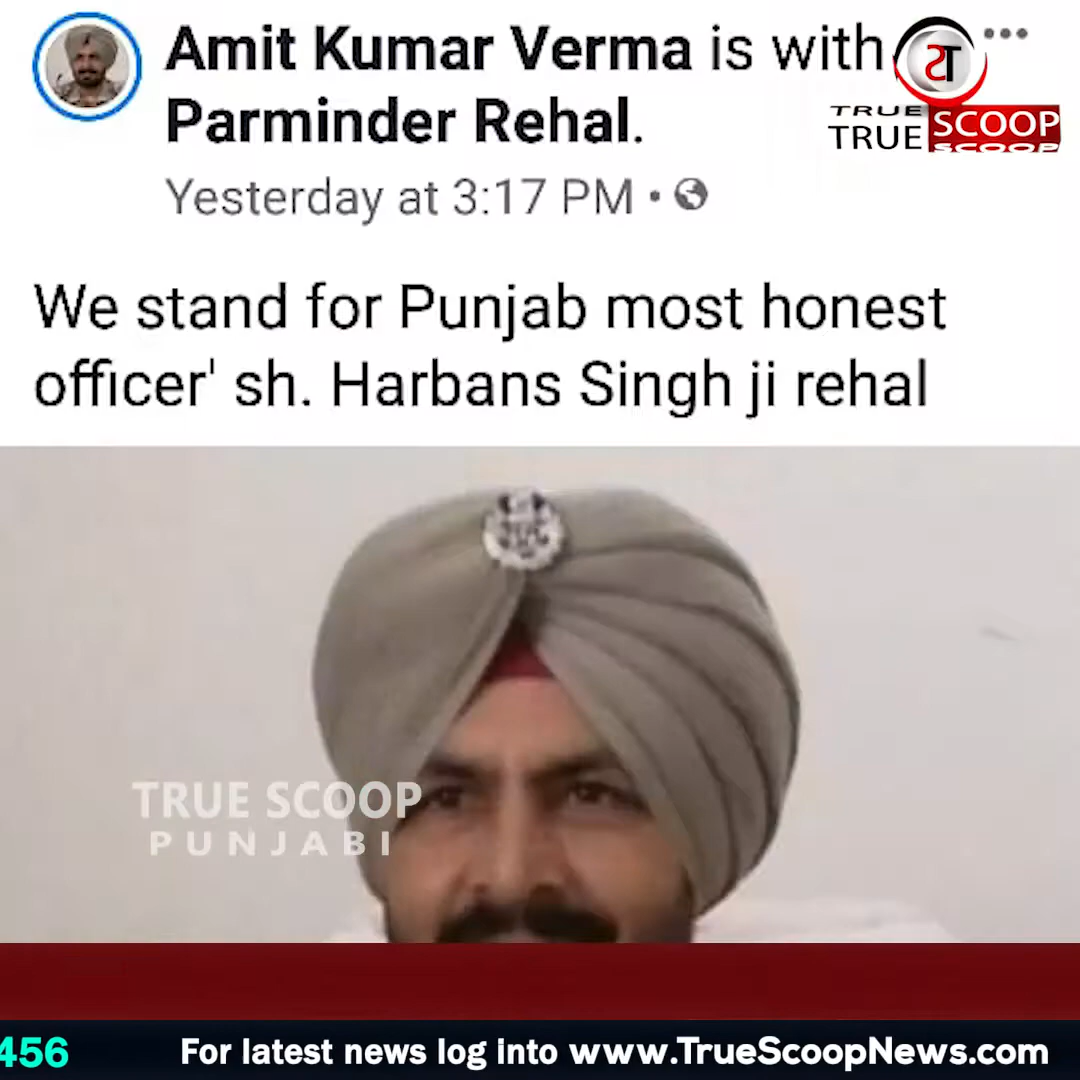 Amit Kumar Verma is with
Parminder Rehal.
Yesterday at 3:17 PM •
TRUE
TRUE SCOOP
SCOOP
We stand for Punjab most honest
officer' sh. Harbans Singh ji rehal
TRUE SCOOP
PUNJABI
456 For latest news log into www.TrueScoopNews.com